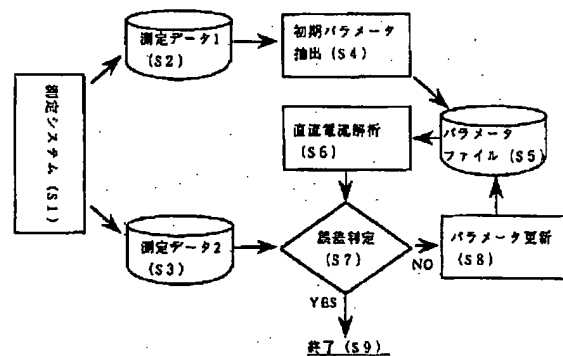 測定データ1
(S2)
初期パラメータ
抽出(S4)
測定システム(S1)
直流電流解析
(S6)
パラメータ
ファイル(S5)
測定データ2
(S3)
誤差判定
(S7)
NO
パラメータ更新
(S8)
YES
終了(S9)